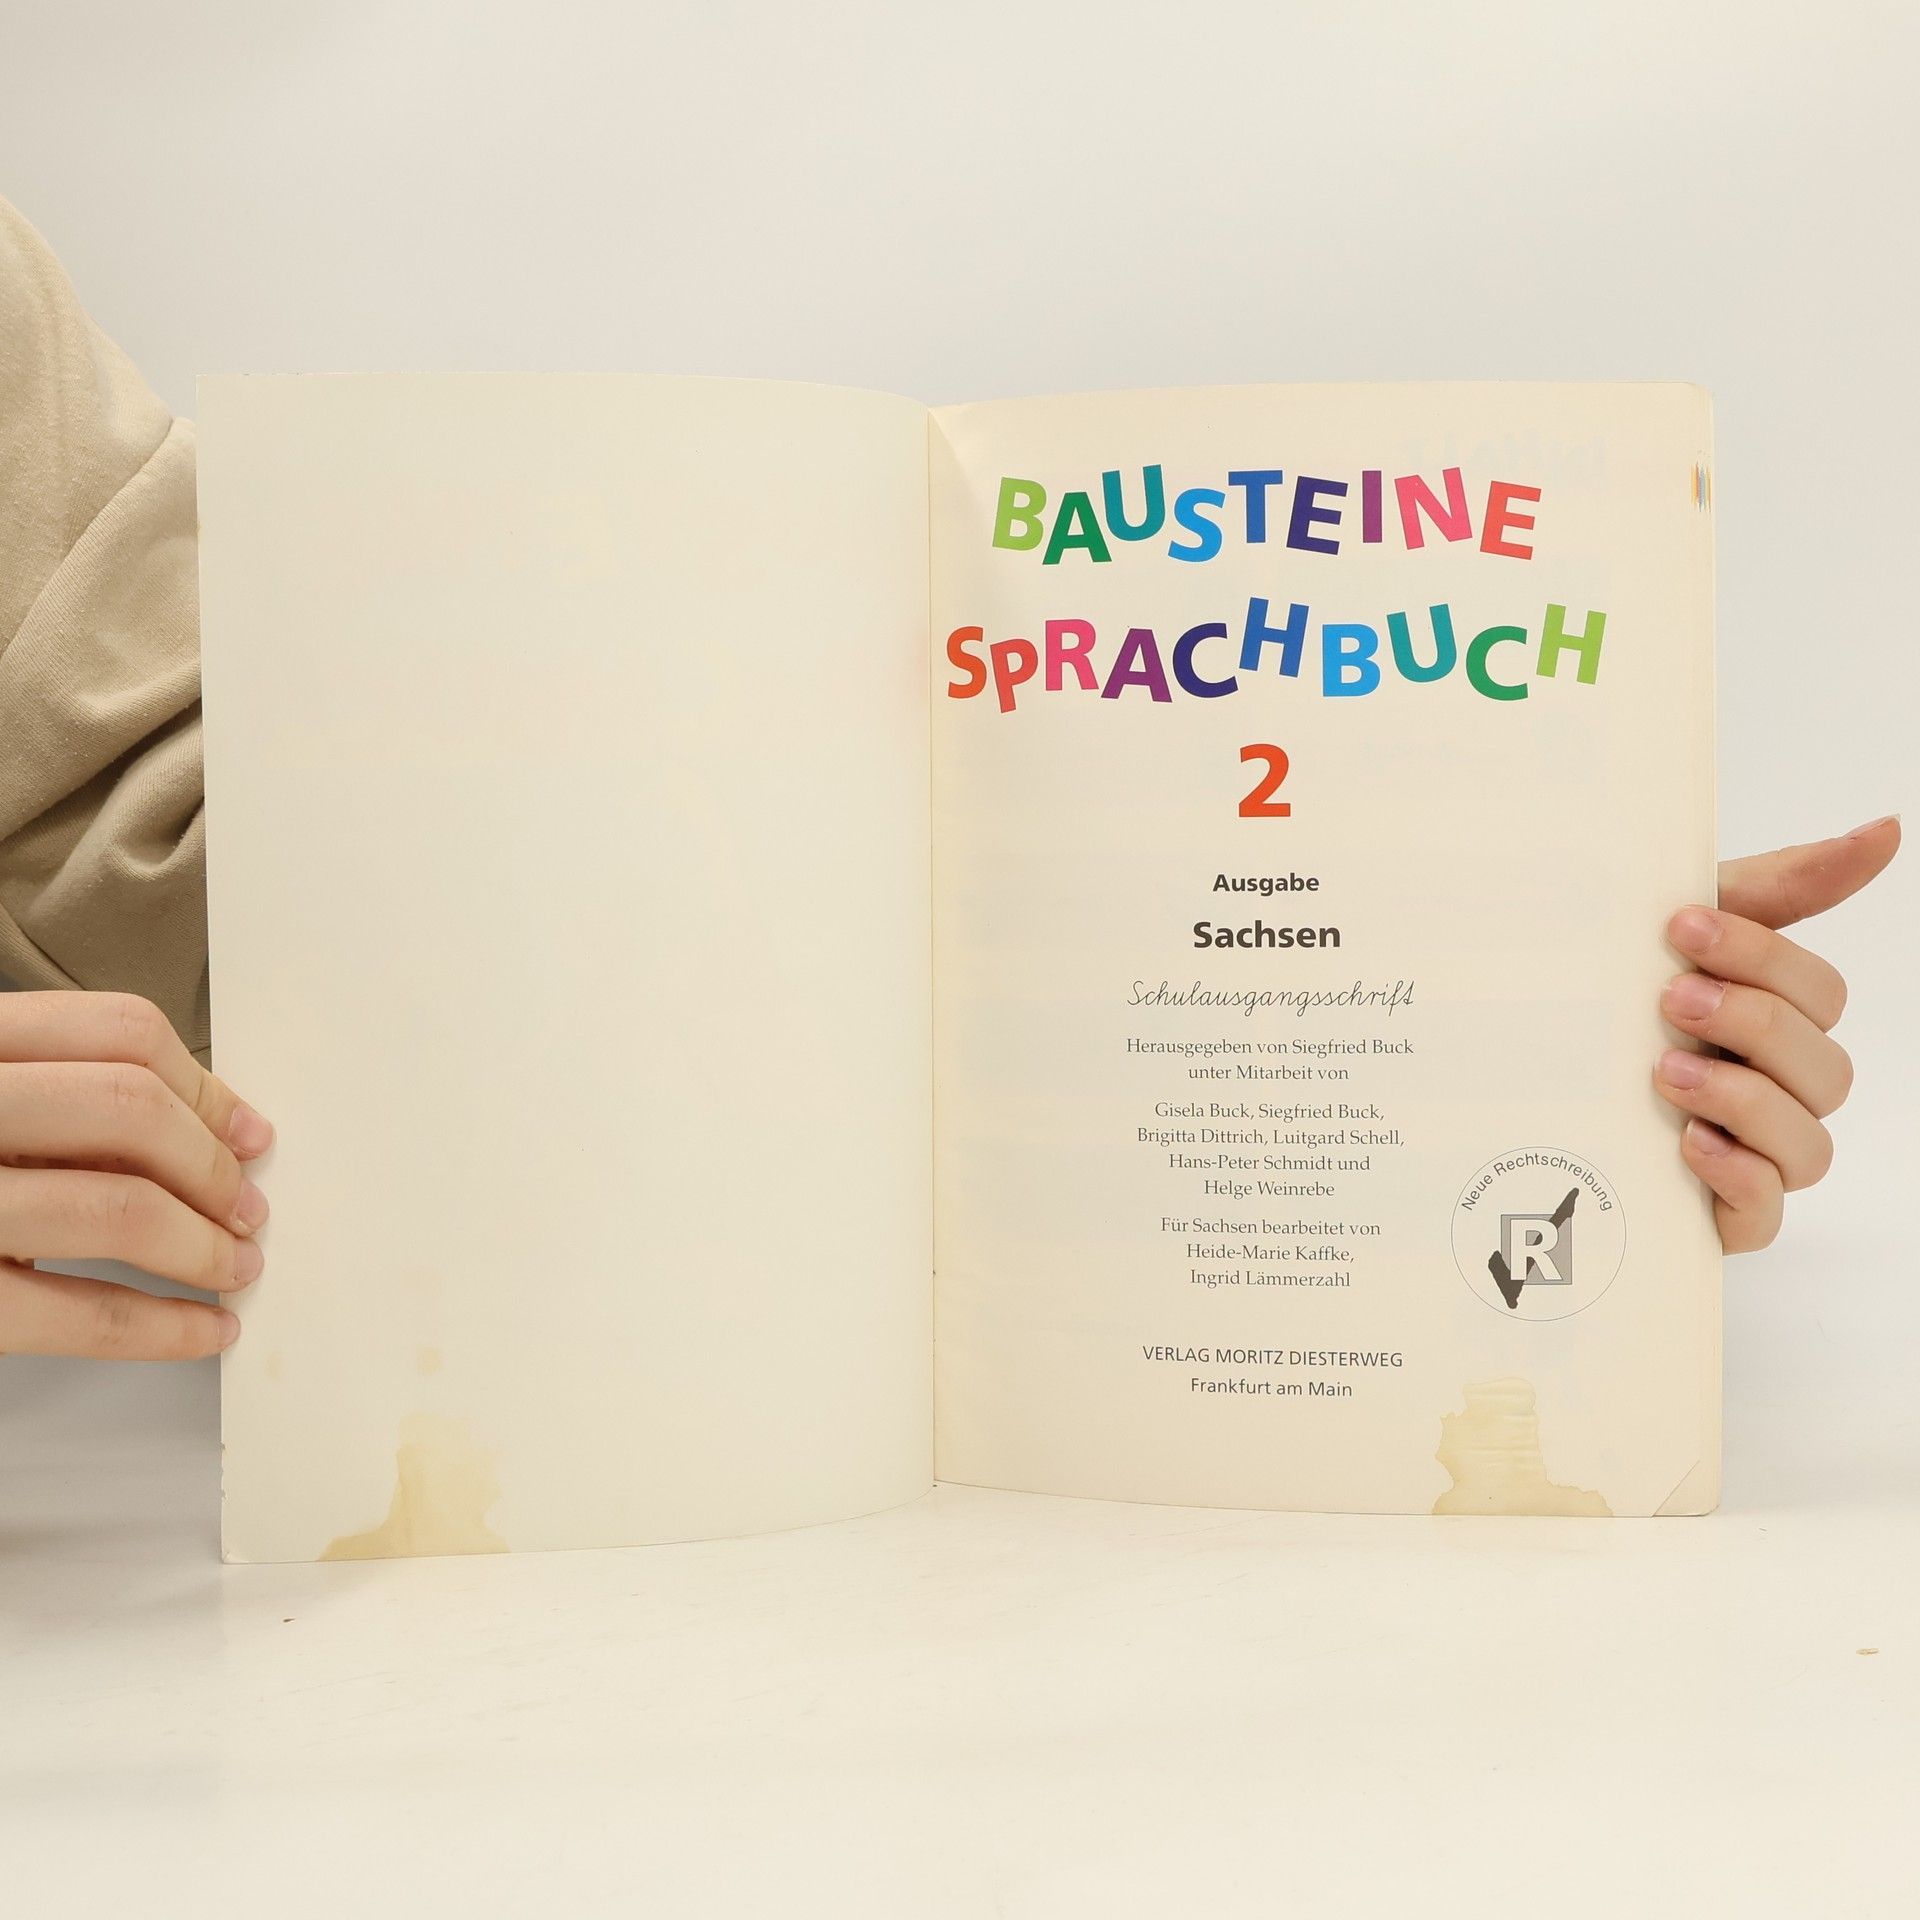 BAUSTEINE
SPRACHBUCH
2
Ausgabe
Sachsen
Schulausgangsschrift
Herausgegeben von Siegfried Buck
unter Mitarbeit von
Gisela Buck, Siegfried Buck,
Brigitta Dittrich, Luitgard Schell,
Hans-Peter Schmidt und
Helge Weinrebe
Für Sachsen bearbeitet von
Heide-Marie Kaffke,
Ingrid Lämmerzahl
Neue Rechtschreibung
R
VERLAG MORITZ DIESTERWEG
Frankfurt am Main